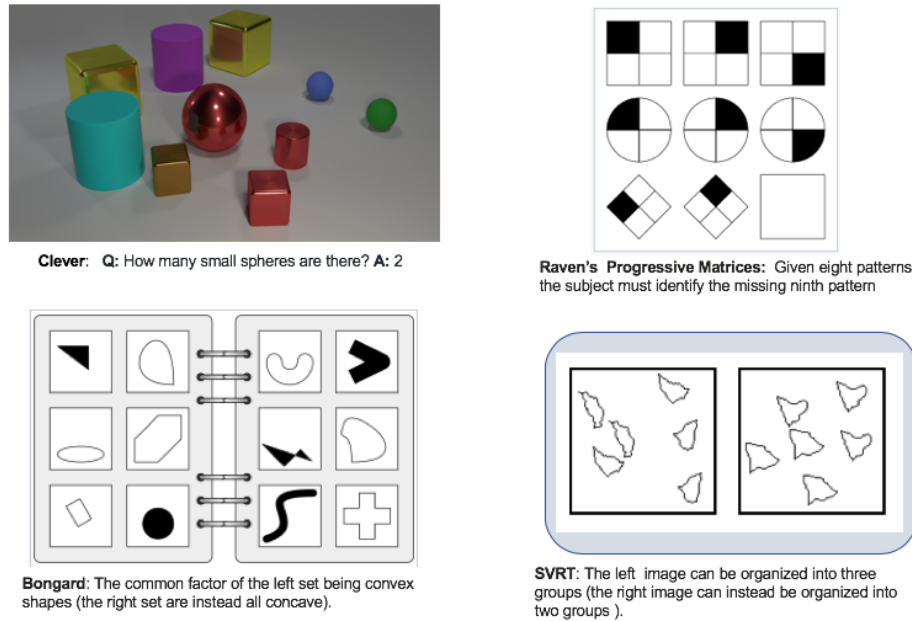 Clever: Q: How many small spheres are there? A: 2
Raven's Progressive Matrices: Given eight patterns
the subject must identify the missing ninth pattern
Bongard: The common factor of the left set being convex
shapes (the right set are instead all concave).
SVRT: The left image can be organized into three
groups (the right image can instead be organized into
two groups ).